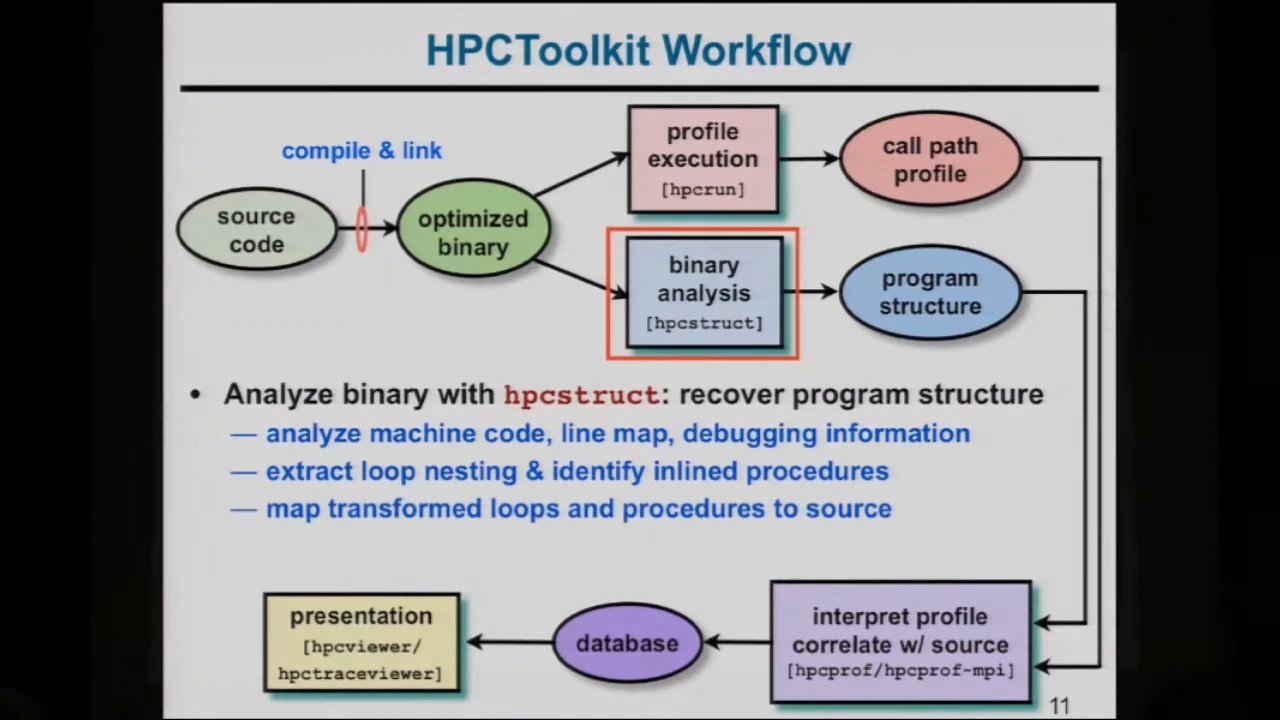 HPCToolkit Workflow
compile & link
source
code
optimized
binary
profile
execution
[hpcrun]
call path
profile
binary
analysis
[hpcstruct]
program
structure
• Analyze binary with hpcstruct: recover program structure
— analyze machine code, line map, debugging information
— extract loop nesting & identify inlined procedures
— map transformed loops and procedures to source
presentation
[hpcviewer/
hpctraceviewer]
database
interpret profile
correlate w/ source
[hpcprof/hpcprof-mpi]
11